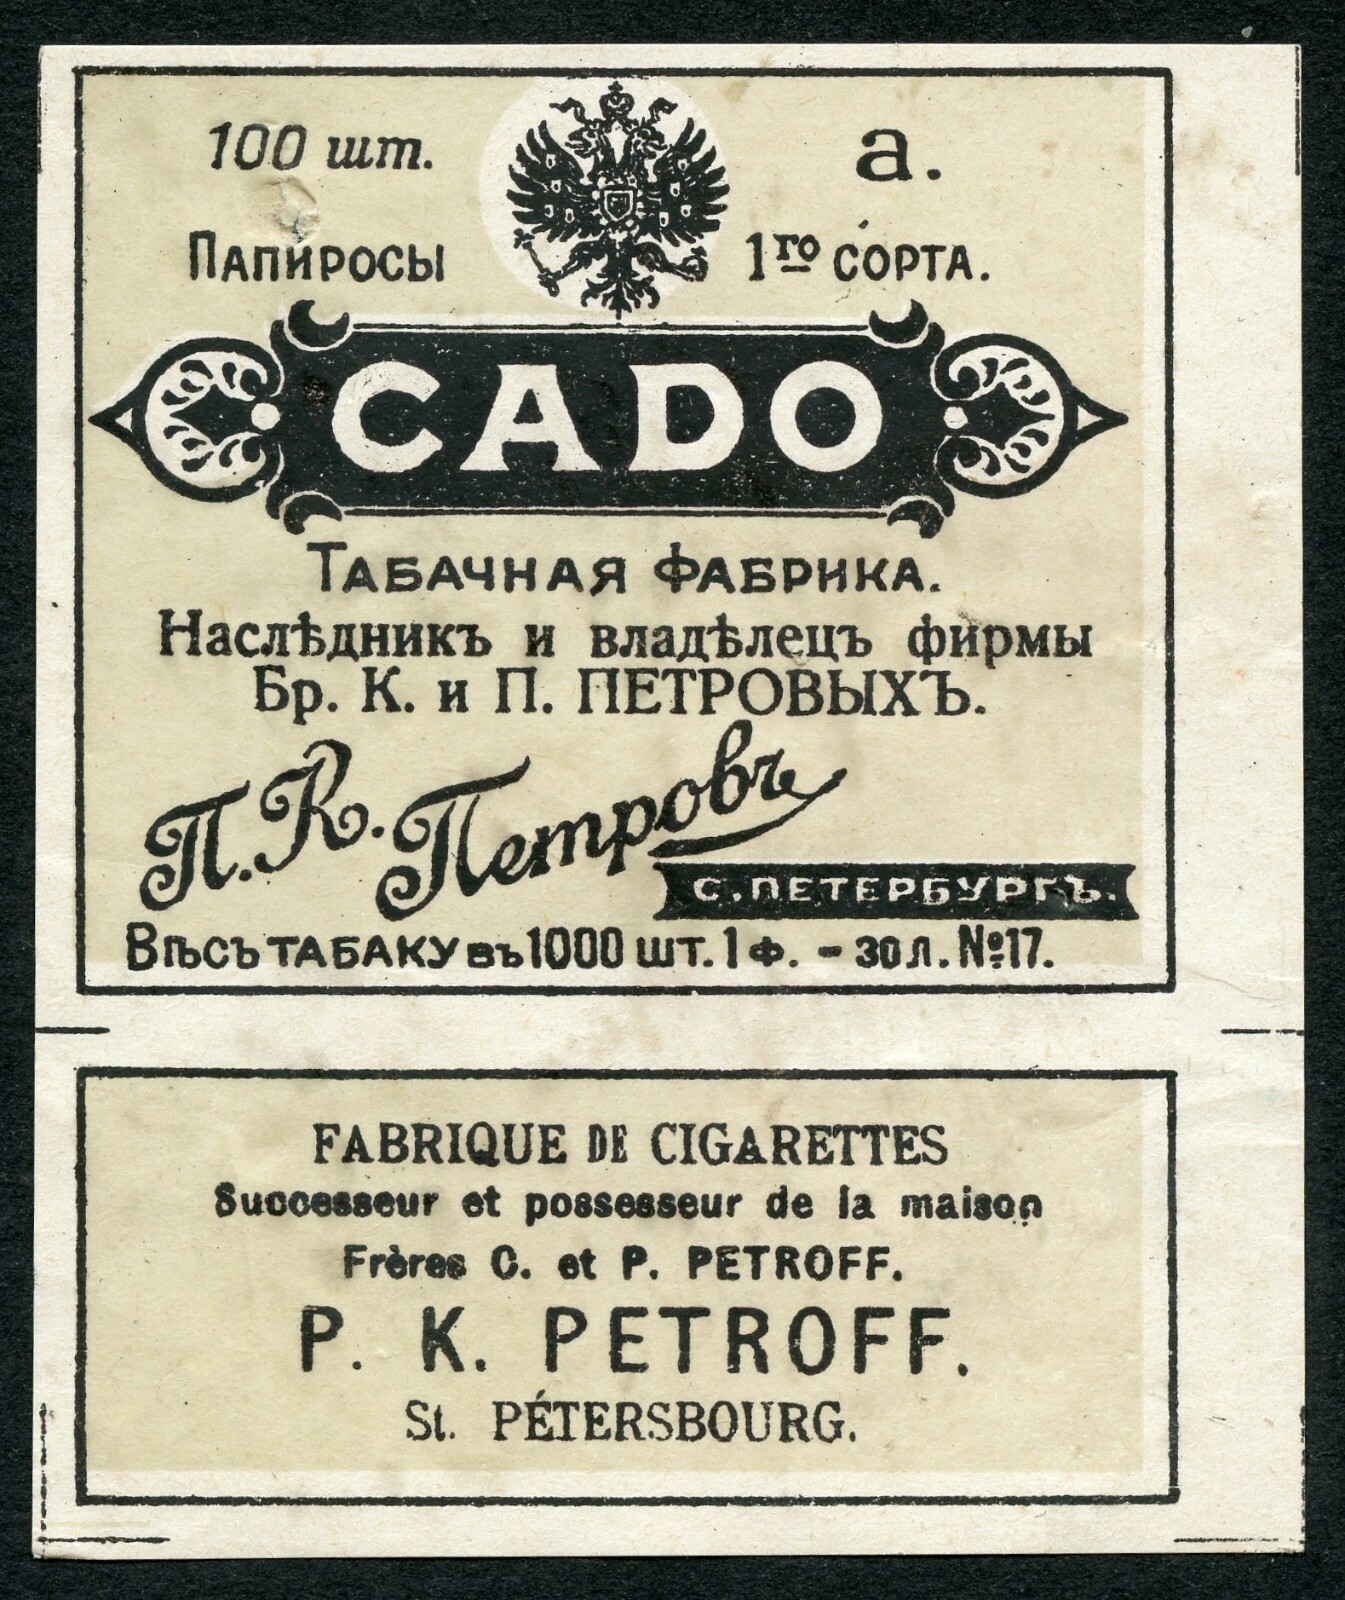 100 шт.
а.
Папиросы
1го сорта.
CADO
Табачная фабрика.
Наслѣдникъ и владѣлецъ фирмы
Бр. К. и П. ПЕТРОВЫХЪ.
П. К. Петровъ
С. ПЕТЕРБУРГЪ.
Вѣсъ табаку въ 1000 шт. 1 ф. - 30 л. №17.
FABRIQUE DE CIGARETTES
Successeur et possesseur de la maison
Frères C. et P. PETROFF.
P. K. PETROFF.
St. PÉTERSBOURG.